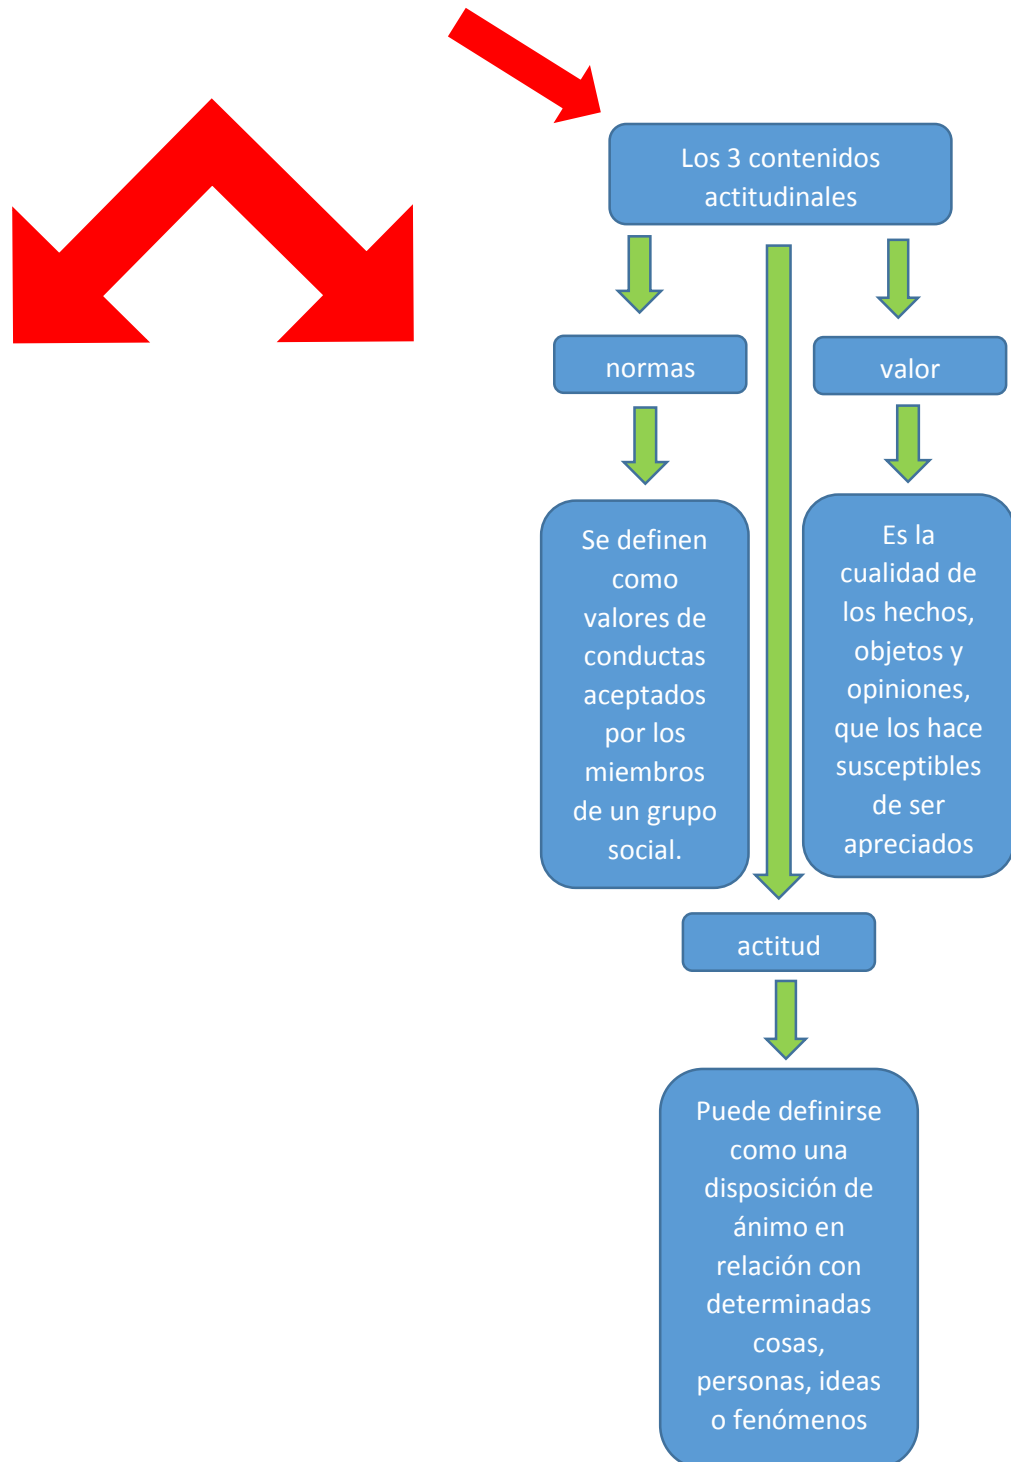 Los 3 contenidos
actitudinales
normas
valor
Se definen
como
valores de
conductas
aceptados
por los
miembros
de un grupo
social.
Es la
cualidad de
los hechos,
objetos y
opiniones,
que los hace
susceptibles
de ser
apreciados
actitud
Puede definirse
como una
disposición de
ánimo en
relación con
determinadas
cosas,
personas, ideas
o fenómenos